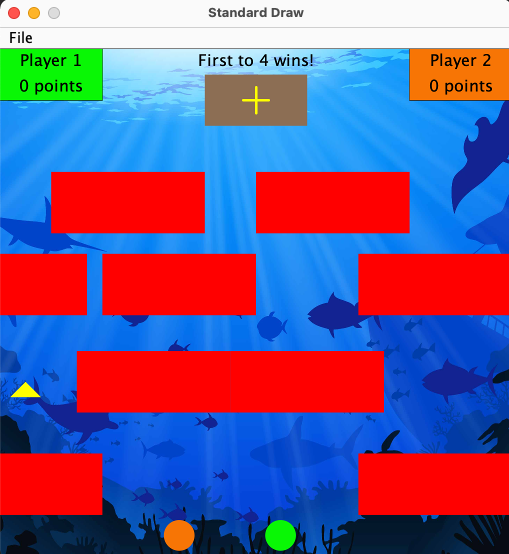 Standard Draw
File
Player 1
0 points
First to 4 wins!
Player 2
0 points